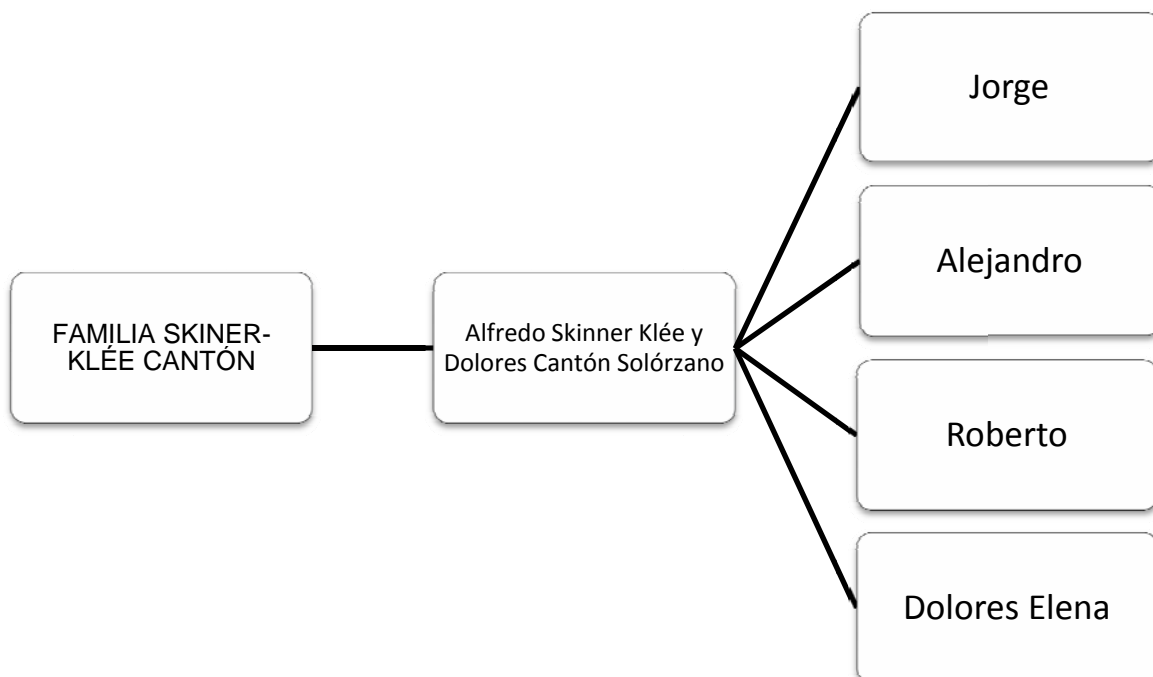 FAMILIA SKINER-
KLÉE CANTÓN
Alfredo Skinner Klée y
Dolores Cantón Solórzano
Jorge
Alejandro
Roberto
Dolores Elena